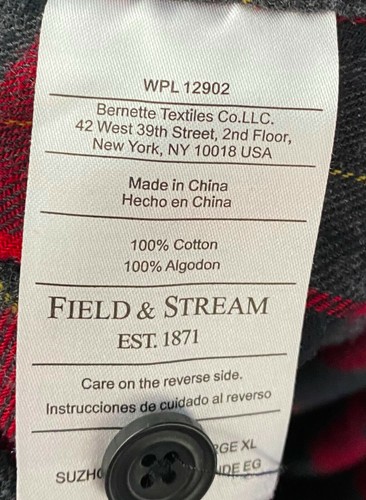 WPL 12902
Bernette Textiles Co.LLC.
42 West 39th Street, 2nd Floor,
New York, NY 10018 USA
Made in China
Hecho en China
100% Cotton
100% Algodon
FIELD & STREAM
EST. 1871
Care on the reverse side.
Instrucciones de cuidado al reverso
XL
EG